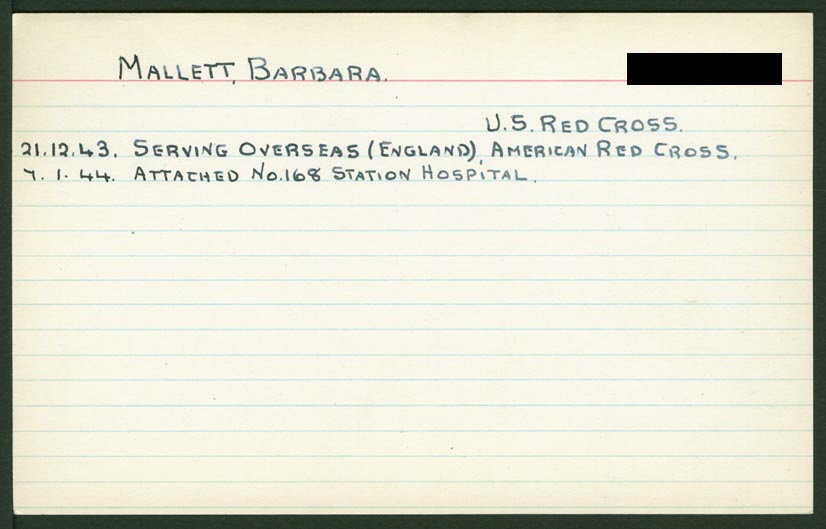 MALLETT, BARBARA.
U.S. RED CROSS.
21.12.43. SERVING OVERSEAS (ENGLAND), AMERICAN RED CROSS.
7. 1. 44. ATTACHED NO.168 STATION HOSPITAL.